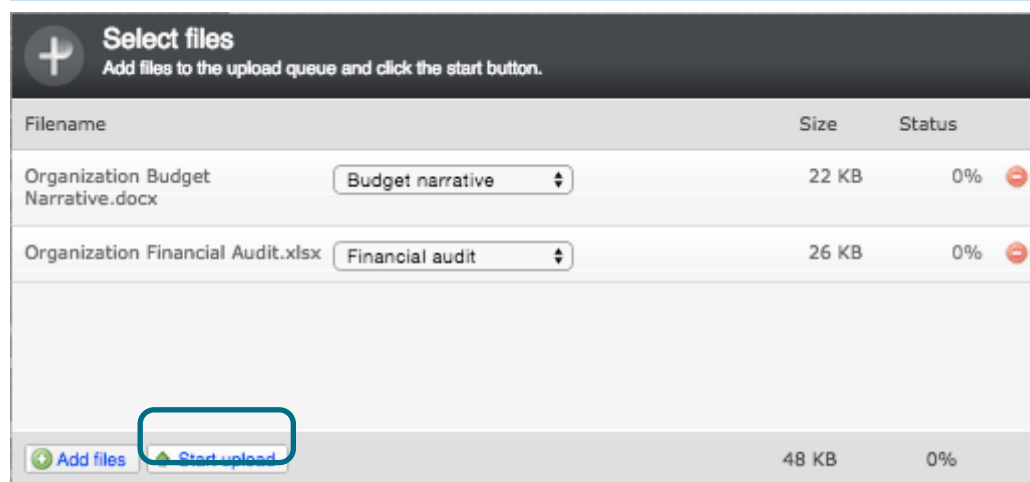 Select files
Add files to the upload queue and click the start button.
Filename Size Status
Organization Budget
Narrative.docx
Budget narrative 22 KB 0%
Organization Financial Audit.xlsx Financial audit 26 KB 0%
Add files Start upload 48 KB 0%